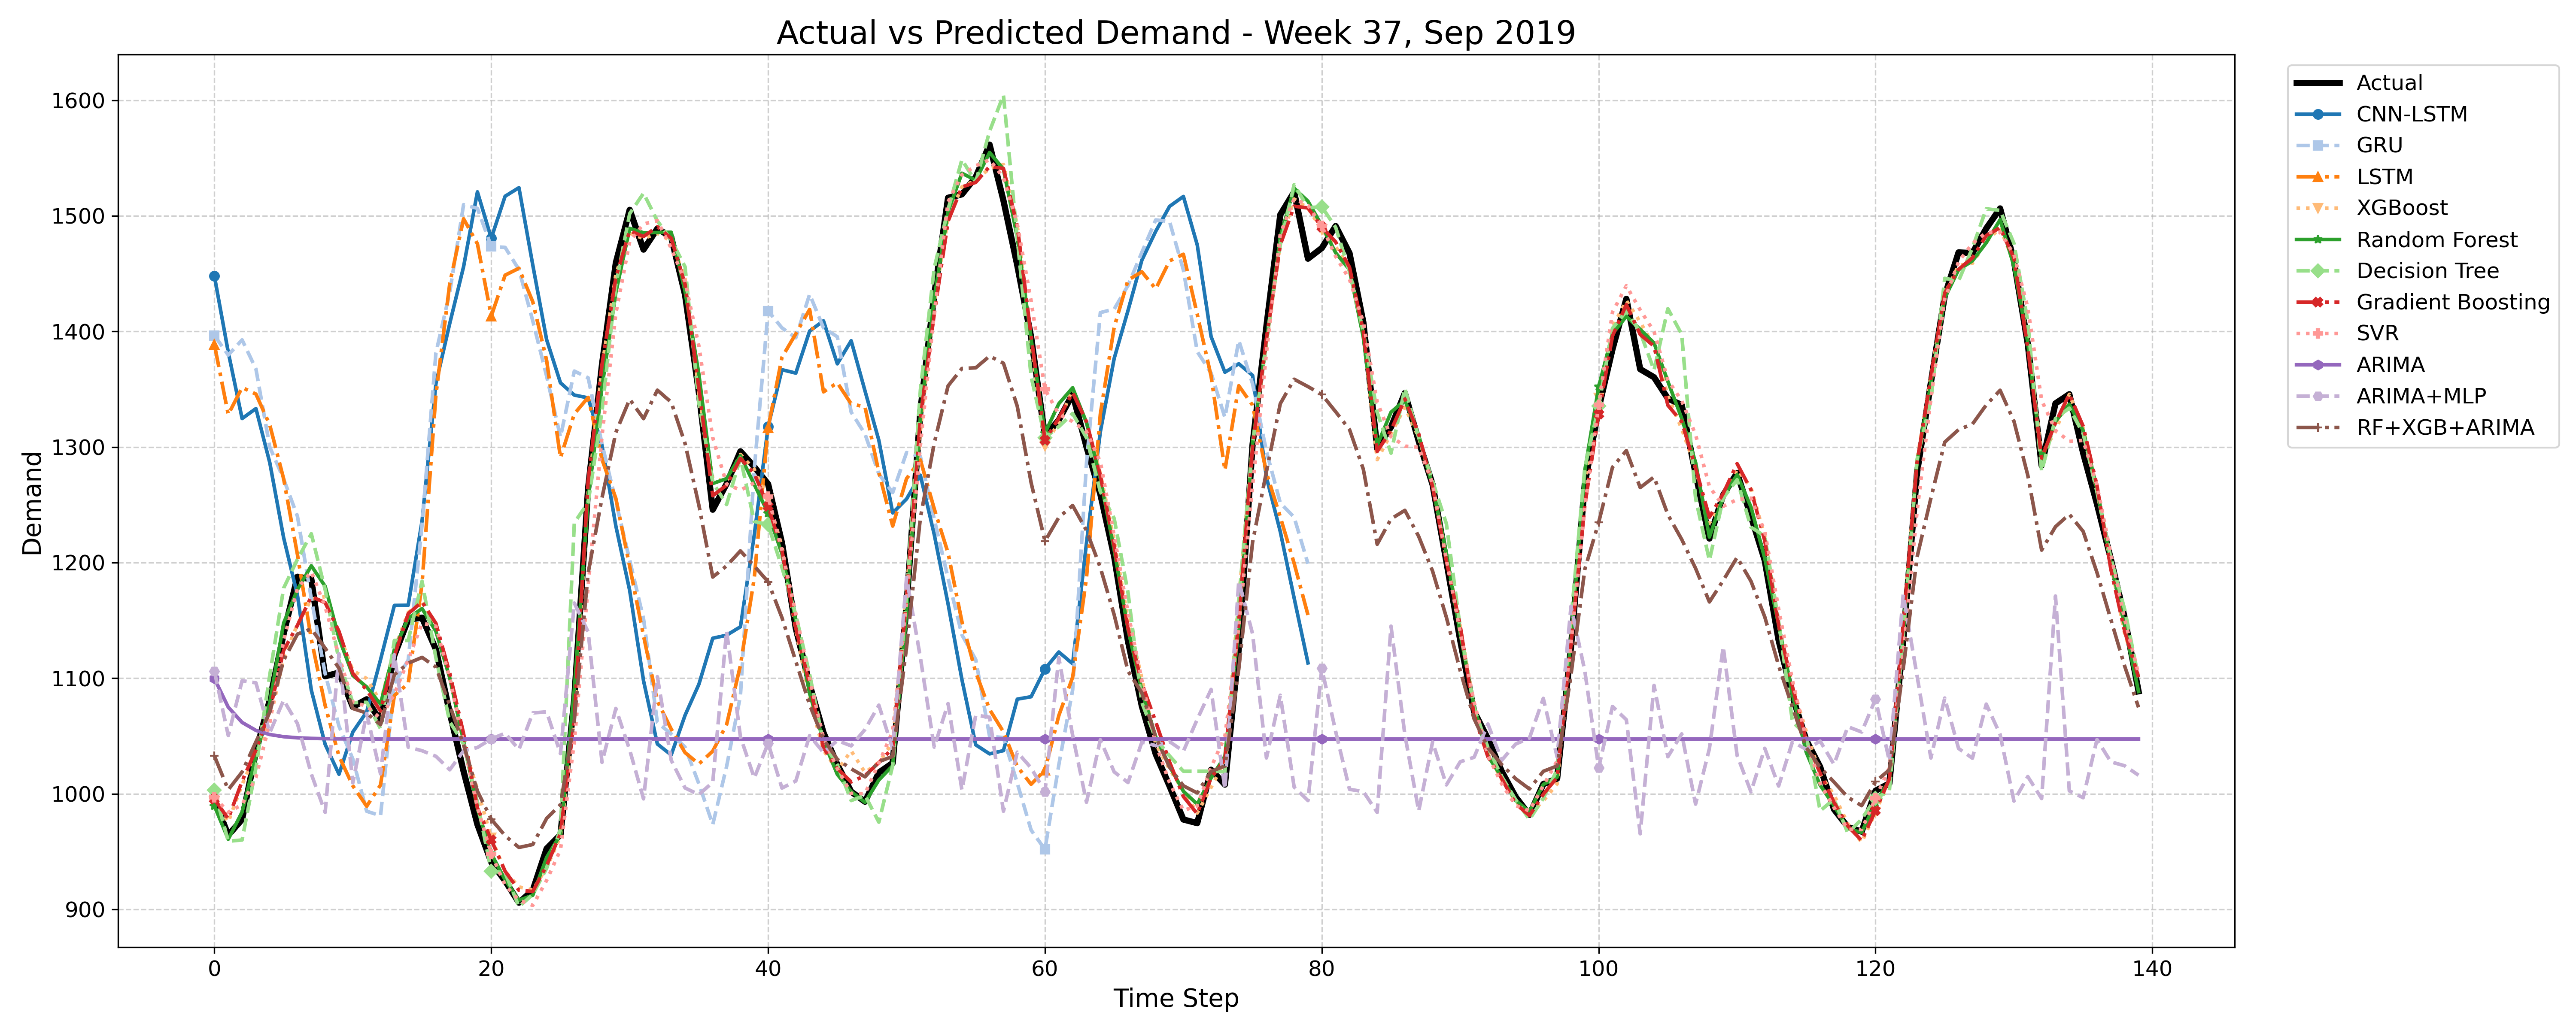 Actual vs Predicted Demand - Week 37, Sep 2019
Demand
1600
1500
1400
1300
1200
1100
1000
900
0 20 40 60 80 100 120 140
Time Step
Actual
CNN-LSTM
GRU
LSTM
XGBoost
Random Forest
Decision Tree
Gradient Boosting
SVR
ARIMA
ARIMA+MLP
RF+XGB+ARIMA